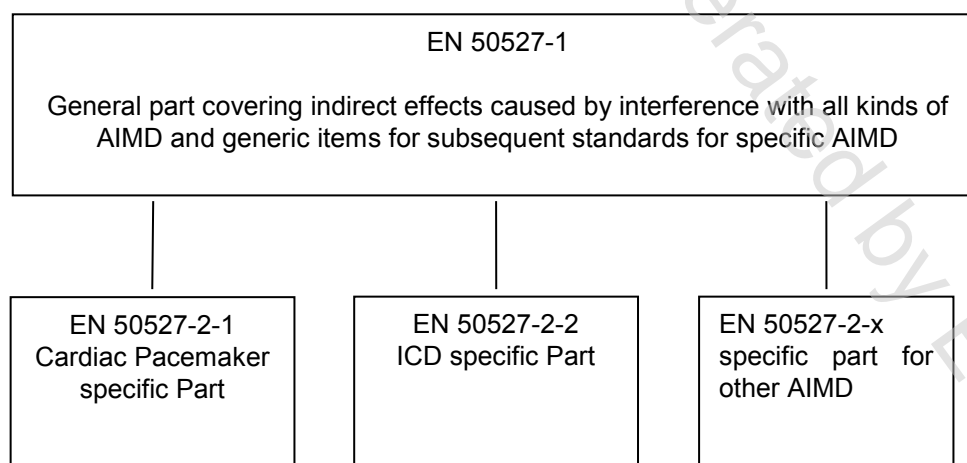 EN 50527-1
General part covering indirect effects caused by interference with all kinds of
AIMD and generic items for subsequent standards for specific AIMD
EN 50527-2-1
Cardiac Pacemaker
specific Part
EN 50527-2-2
ICD specific Part
EN 50527-2-x
specific part for
other AIMD